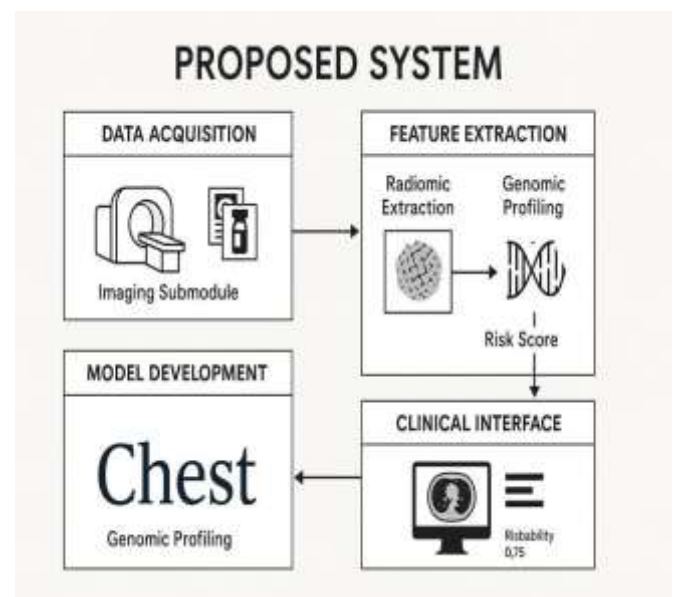 PROPOSED SYSTEM
DATA ACQUISITION
Imaging Submodule
FEATURE EXTRACTION
Radiomic
Extraction
Genomic
Profiling
Risk Score
MODEL DEVELOPMENT
Chest
Genomic Profiling
CLINICAL INTERFACE
Risbability
0,75